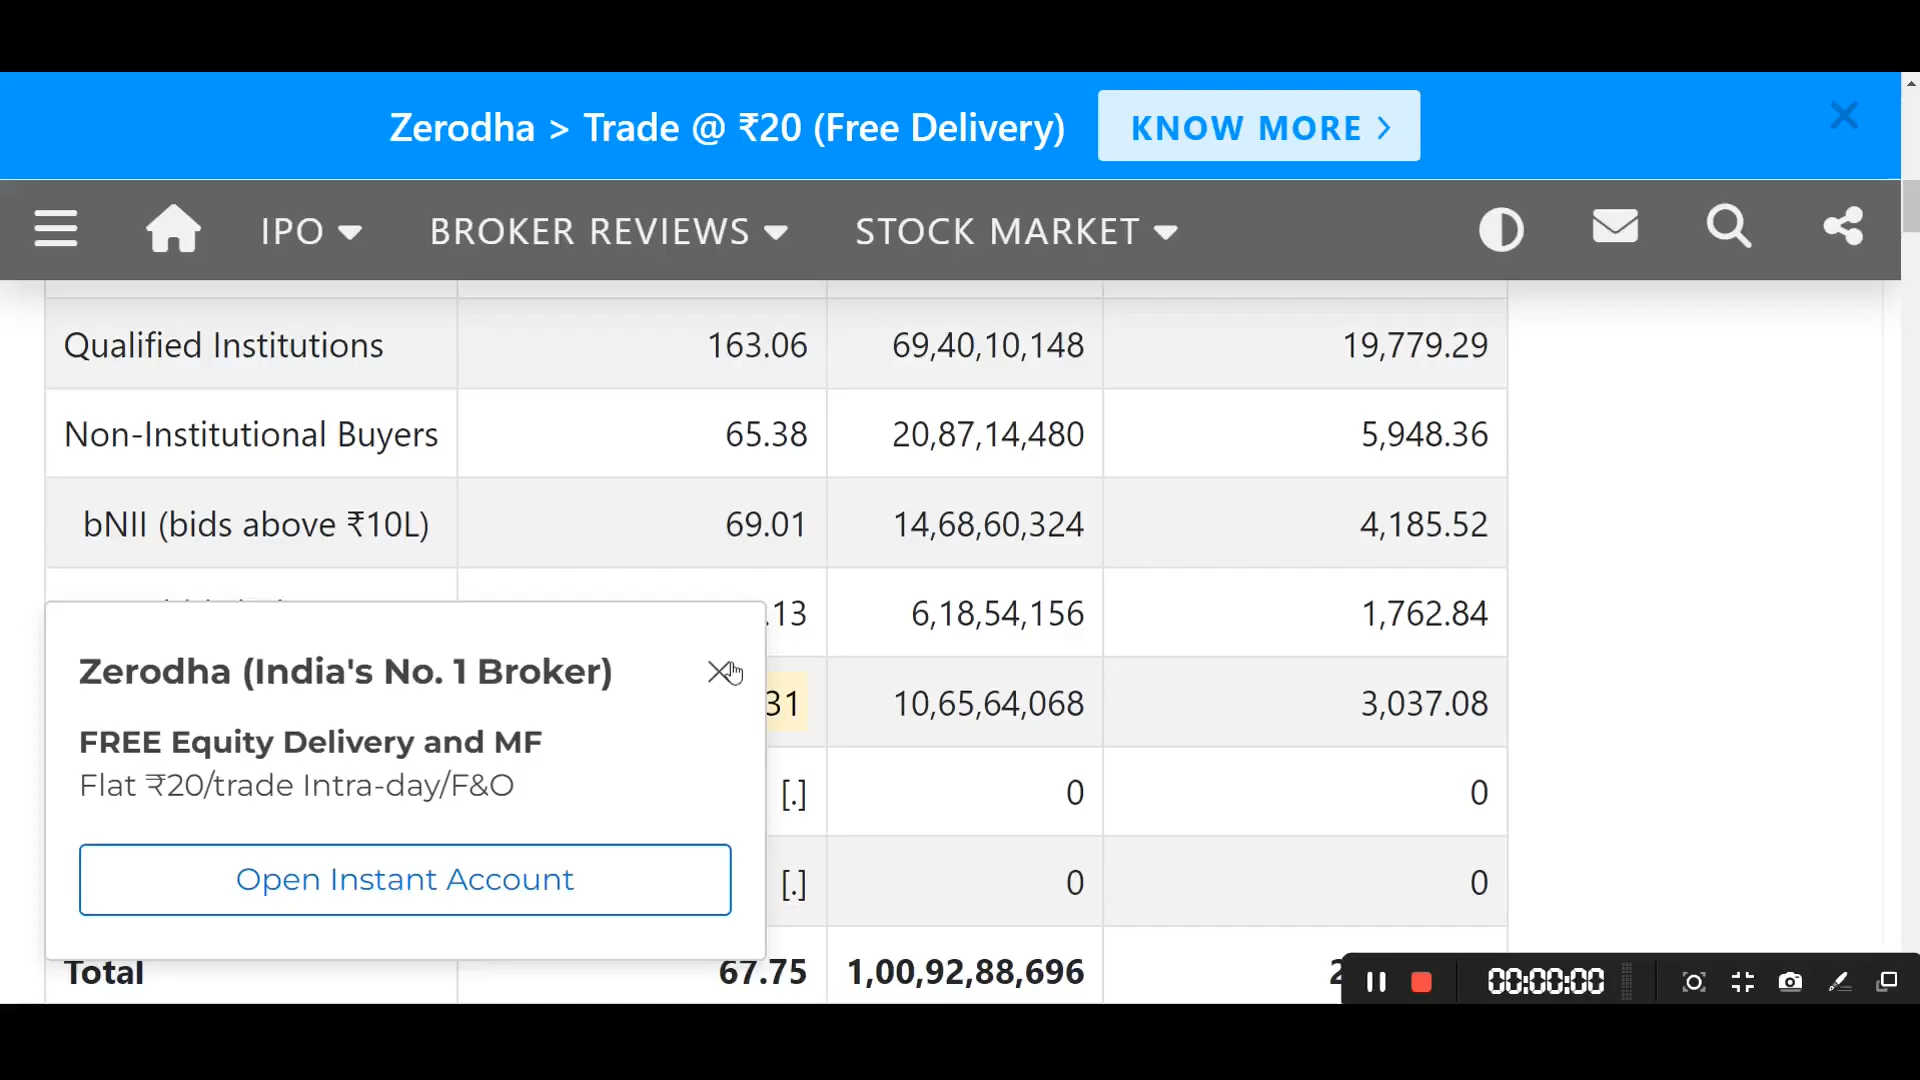 Zerodha > Trade @ ₹20 (Free Delivery) KNOW MORE >
IPO BROKER REVIEWS STOCK MARKET
Qualified Institutions 163.06 69,40,10,148 19,779.29
Non-Institutional Buyers 65.38 20,87,14,480 5,948.36
bNII (bids above ₹10L) 69.01 14,68,60,324 4,185.52
.13 6,18,54,156 1,762.84
31 10,65,64,068 3,037.08
[.] 0 0
[.] 0 0
Total 67.75 1,00,92,88,696 2
Zerodha (India's No. 1 Broker)
FREE Equity Delivery and MF
Flat ₹20/trade Intra-day/F&O
Open Instant Account
00:00:00